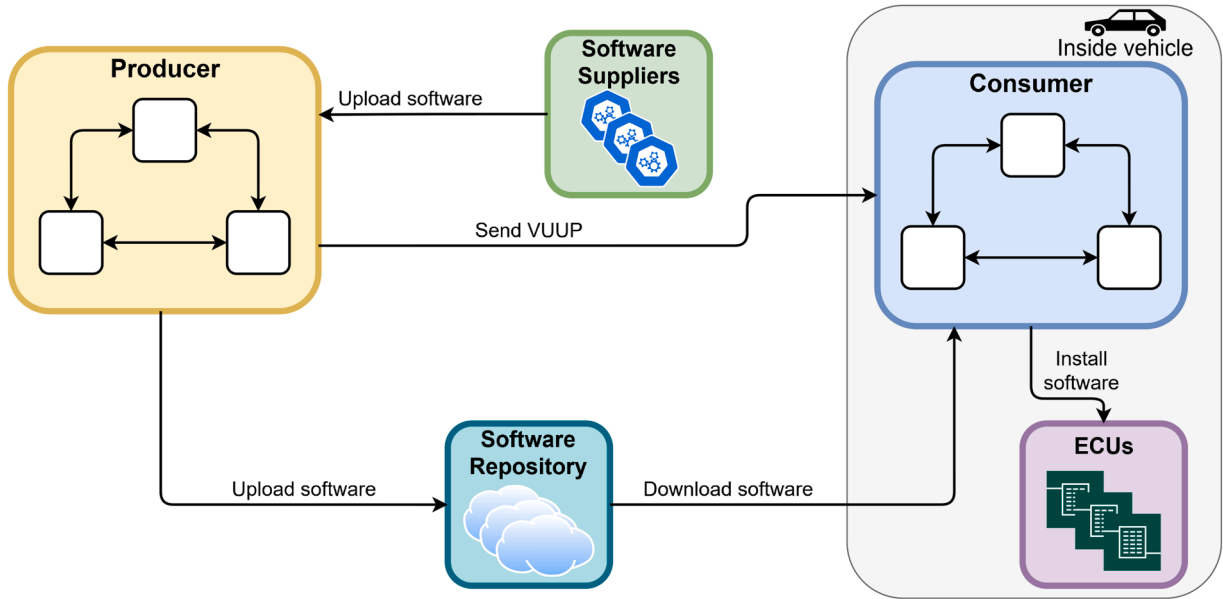 Producer
Upload software
Software
Suppliers
Inside vehicle
Consumer
Send VUUP
Install
software
Software
Repository
Upload software
Download software
ECUs